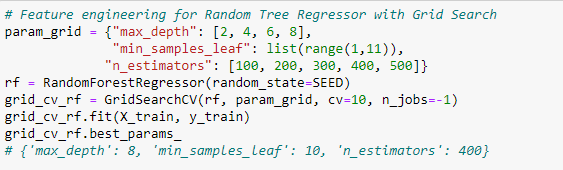 # Feature engineering for Random Tree Regressor with Grid Search
param_grid = {"max_depth": [2, 4, 6, 8],
"min_samples_leaf": list(range(1,11)),
"n_estimators": [100, 200, 300, 400, 500]}
rf = RandomForestRegressor(random_state=SEED)
grid_cv_rf = GridSearchCV(rf, param_grid, cv=10, n_jobs=-1)
grid_cv_rf.fit(X_train, y_train)
grid_cv_rf.best_params_
# {'max_depth': 8, 'min_samples_leaf': 10, 'n_estimators': 400}